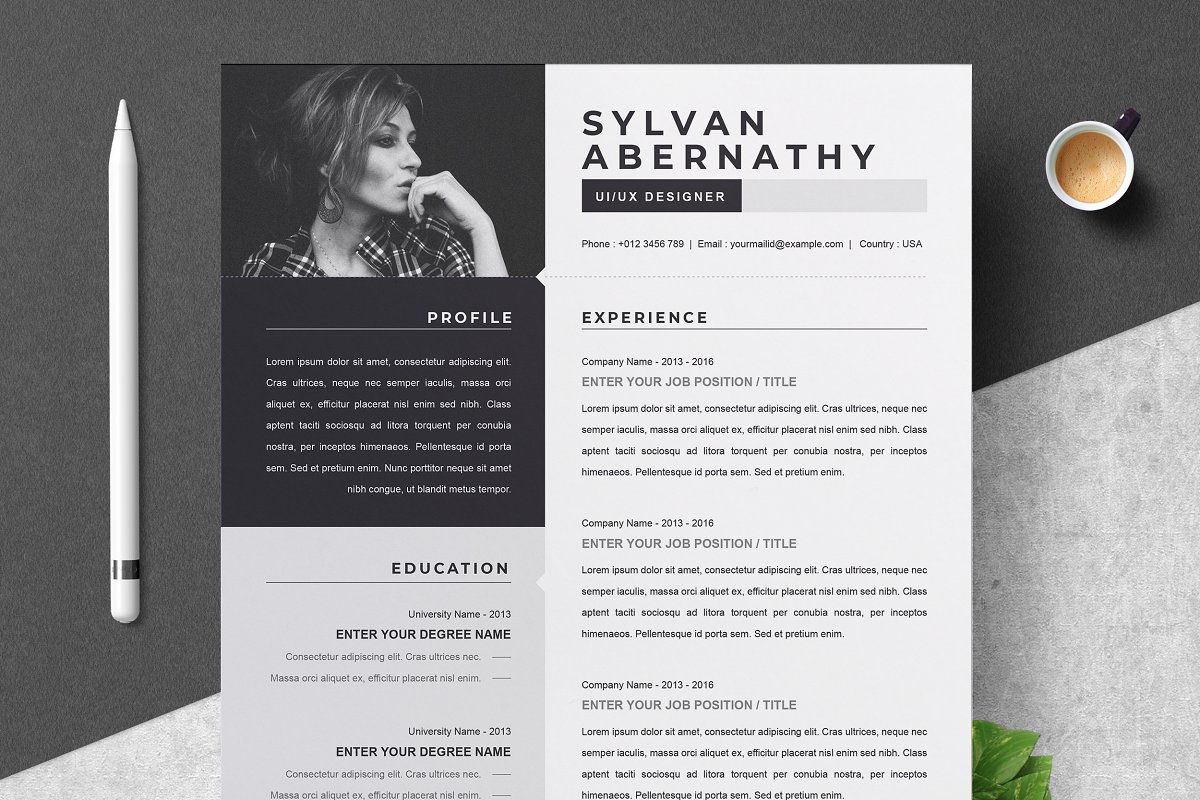 SYLVAN
ABERNATHY
UI/UX DESIGNER
Phone : +012 3456 789 | Email : yourmailid@example.com | Country : USA
PROFILE
Lorem ipsum dolor sit amet, consectetur adipiscing elit.
Cras ultrices, neque nec semper iaculis, massa orci
aliquet ex, efficitur placerat nisl enim sed nibh. Class
aptent taciti sociosqu ad litora torquent per conubia
nostra, per inceptos himenaeos. Pellentesque id porta
sem. Sed et pretium enim. Nunc porttitor neque sit amet
nibh congue, ut blandit metus tempor.
EDUCATION
University Name - 2013
ENTER YOUR DEGREE NAME
Consectetur adipiscing elit. Cras ultrices nec.
Massa orci aliquet ex, efficitur placerat nisl enim.
University Name - 2013
ENTER YOUR DEGREE NAME
Consectetur adipiscing elit. Cras ultrices nec.
Massa orci aliquet ex, efficitur placerat nisl enim.
EXPERIENCE
Company Name - 2013 - 2016
ENTER YOUR JOB POSITION / TITLE
Lorem ipsum dolor sit amet, consectetur adipiscing elit. Cras ultrices, neque nec
semper iaculis, massa orci aliquet ex, efficitur placerat nisl enim sed nibh. Class
aptent taciti sociosqu ad litora torquent per conubia nostra, per inceptos
himenaeos. Pellentesque id porta sem. Sed et pretium enim.
Company Name - 2013 - 2016
ENTER YOUR JOB POSITION / TITLE
Lorem ipsum dolor sit amet, consectetur adipiscing elit. Cras ultrices, neque nec
semper iaculis, massa orci aliquet ex, efficitur placerat nisl enim sed nibh. Class
aptent taciti sociosqu ad litora torquent per conubia nostra, per inceptos
himenaeos. Pellentesque id porta sem. Sed et pretium enim.
Company Name - 2013 - 2016
ENTER YOUR JOB POSITION / TITLE
Lorem ipsum dolor sit amet, consectetur adipiscing elit. Cras ultrices, neque nec
semper iaculis, massa orci aliquet ex, efficitur placerat nisl enim sed nibh. Class
aptent taciti sociosqu ad litora torquent per conubia nostra, per inceptos
himenaeos. Pellentesque id porta sem. Sed et pretium enim.